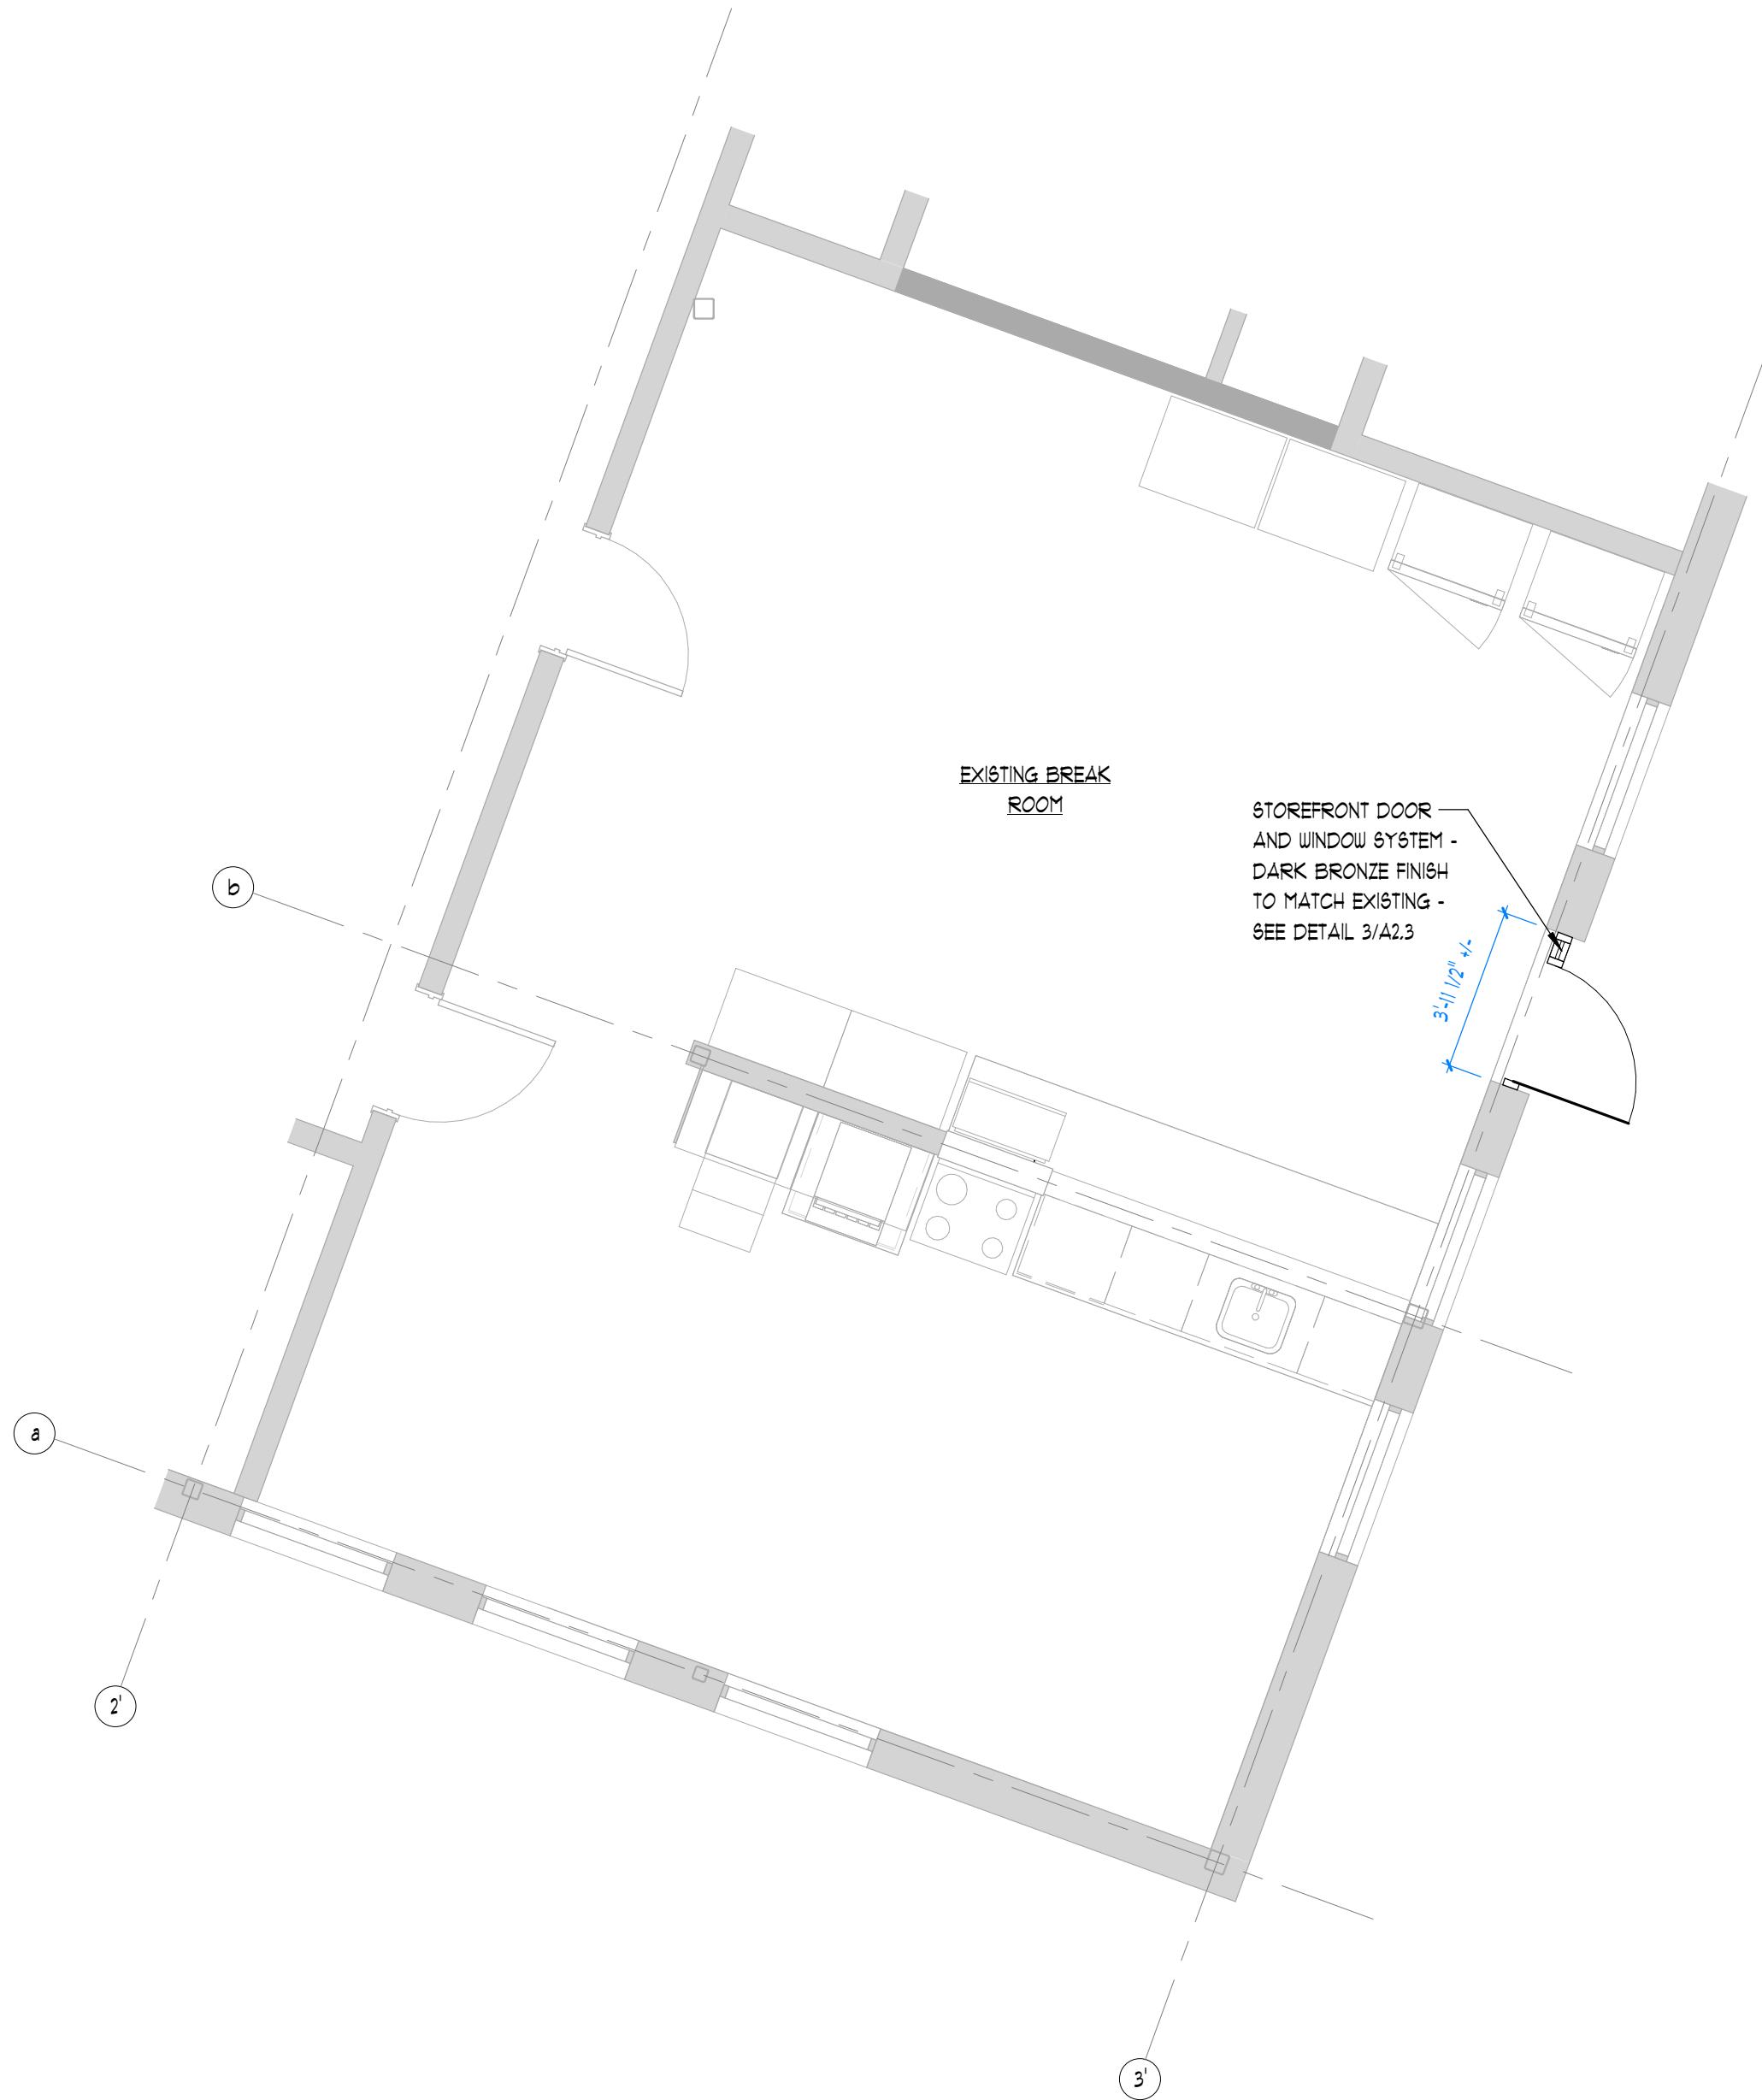 EXISTING BREAK
ROOM
STOREFRONT DOOR
AND WINDOW SYSTEM -
DARK BRONZE FINISH
TO MATCH EXISTING -
SEE DETAIL 3/A2.3
b
3'-11 1/2" +/-
a
2'
3'